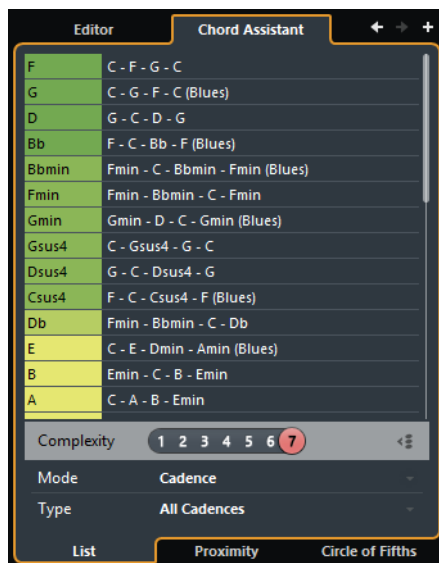 Editor Chord Assistant
F C - F - G - C
G C - G - F - C (Blues)
D G - C - D - G
Bb F - C - Bb - F (Blues)
Bbmin Fmin - C - Bbmin - Fmin (Blues)
Fmin Fmin - Bbmin - C - Fmin
Gmin Gmin - D - C - Gmin (Blues)
Gsus4 C - Gsus4 - G - C
Dsus4 G - C - Dsus4 - G
Csus4 F - C - Csus4 - F (Blues)
Db Fmin - Bbmin - C - Db
E C - E - Dmin - Amin (Blues)
B Emin - C - B - Emin
A C - A - B - Emin
Complexity 1 2 3 4 5 6 7
Mode Cadence
Type All Cadences
List Proximity Circle of Fifths